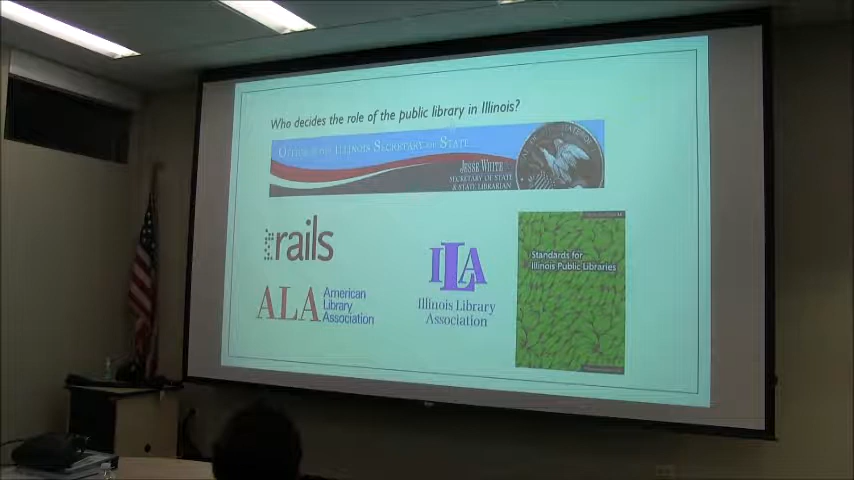 Who decides the role of the public library in Illinois?
OFFICE OF THE ILLINOIS SECRETARY OF STATE
JESSE WHITE
SECRETARY OF STATE
& STATE LIBRARIAN
rails
ILA
Illinois Library
Association
ALA
American
Library
Association
Standards for
Illinois Public Libraries